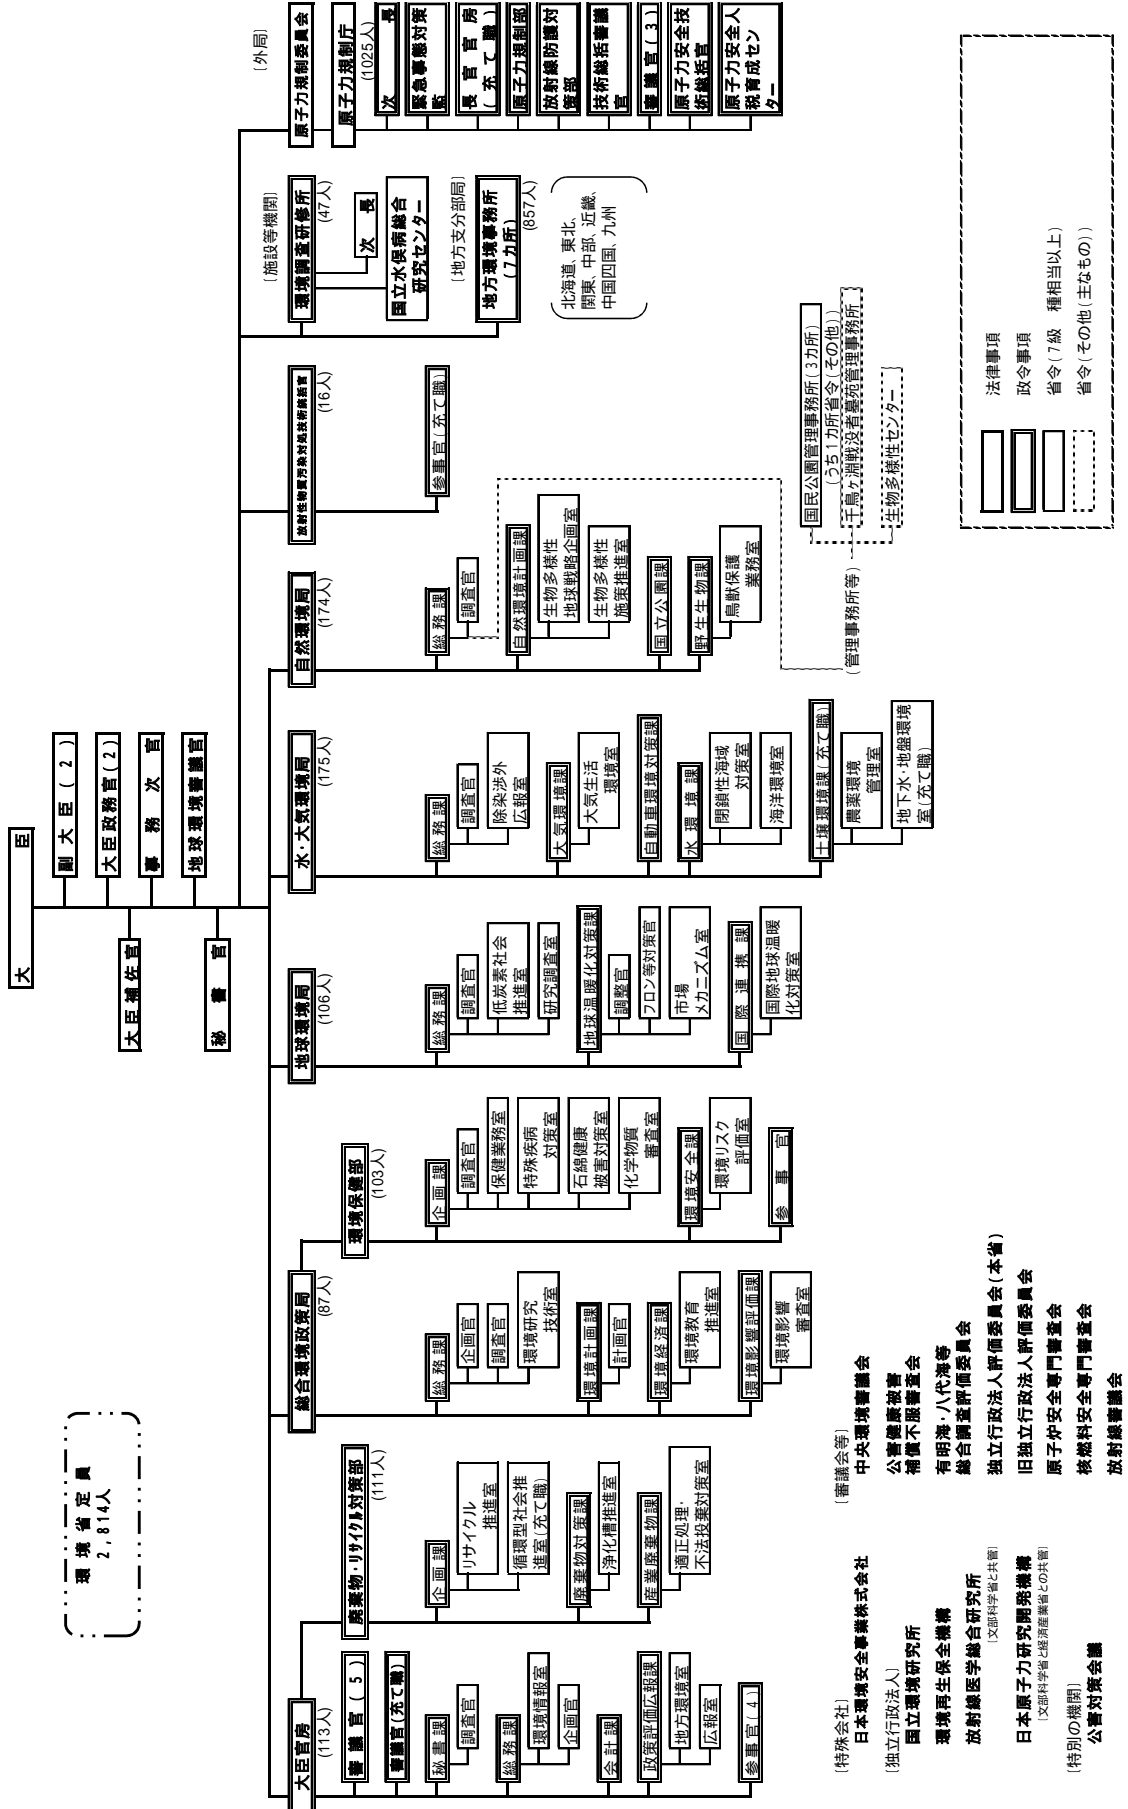 環境省定員
2,814人
大臣
副大臣(2)
大臣政務官(2)
事務次官
地球環境審議官
大臣補佐官
秘書官
大臣官房
(113人)
審議官(5)
審議官(充て職)
秘書課
調査官
総務課
環境情報室
企画官
会計課
政策評価広報課
地方環境室
広報室
参事官(4)
廃棄物・リサイクル対策部
(111人)
企画課
リサイクル
推進室
循環型社会推
進室(充て職)
廃棄物対策課
浄化槽推進室
産業廃棄物課
適正処理・
不法投棄対策室
総合環境政策局
(87人)
総務課
企画官
調査官
環境研究
技術室
環境計画課
計画官
環境経済課
環境教育
推進室
環境影響評価課
環境影響
審査室
環境保健部
(103人)
企画課
調査官
保健業務室
特殊疾病
対策室
石綿健康
被害対策室
化学物質
審査室
環境安全課
環境リスク
評価室
参事官
地球環境局
(106人)
総務課
調査官
低炭素社会
推進室
研究調査室
地球温暖化対策課
調整官
フロン等対策官
市場
メカニズム室
国際連携課
国際地球温暖
化対策室
水・大気環境局
(175人)
総務課
調査官
除染渉外
広報室
大気環境課
大気生活
環境室
自動車環境対策課
水環境課
閉鎖性海域
対策室
海洋環境室
土壌環境課(充て職)
農薬環境
管理室
地下水・地盤環境
室(充て職)
自然環境局
(174人)
総務課
調査官
自然環境計画課
生物多様性
地球戦略企画室
生物多様性
施策推進室
国立公園課
野生生物課
鳥獣保護
業務室
(管理事務所等)
国民公園管理事務所(3カ所)
(うち1カ所省令(その他))
千鳥ケ淵戦没者墓苑管理事務所
生物多様性センター
放射性物質汚染対処技術統括官
(16人)
参事官(充て職)
[施設等機関]
環境調査研修所
(47人)
次長
国立水俣病総合
研究センター
[地方支分部局]
地方環境事務所
(7カ所)
(857人)
北海道、東北、
関東、中部、近畿、
中国四国、九州
[外局]
原子力規制委員会
原子力規制庁
(1025人)
次長
緊急事態対策
監
長官官房
(充て職)
原子力規制部
放射線防護対
策部
技術総括審議
官
審議官(3)
原子力安全技
術総括官
原子力安全人
税育成セン
ター
[特殊会社]
日本環境安全事業株式会社
[独立行政法人]
国立環境研究所
環境再生保全機構
放射線医学総合研究所
[文部科学省と共管]
日本原子力研究開発機構
[文部科学省と経済産業省との共管]
[特別の機関]
公害対策会議
[審議会等]
中央環境審議会
公害健康被害
補償不服審査会
有明海・八代海等
総合調査評価委員会
独立行政法人評価委員会(本省)
旧独立行政法人評価委員会
原子炉安全専門審査会
核燃料安全専門審査会
放射線審議会
法律事項
政令事項
省令(7級 種相当以上)
省令(その他(主なもの))